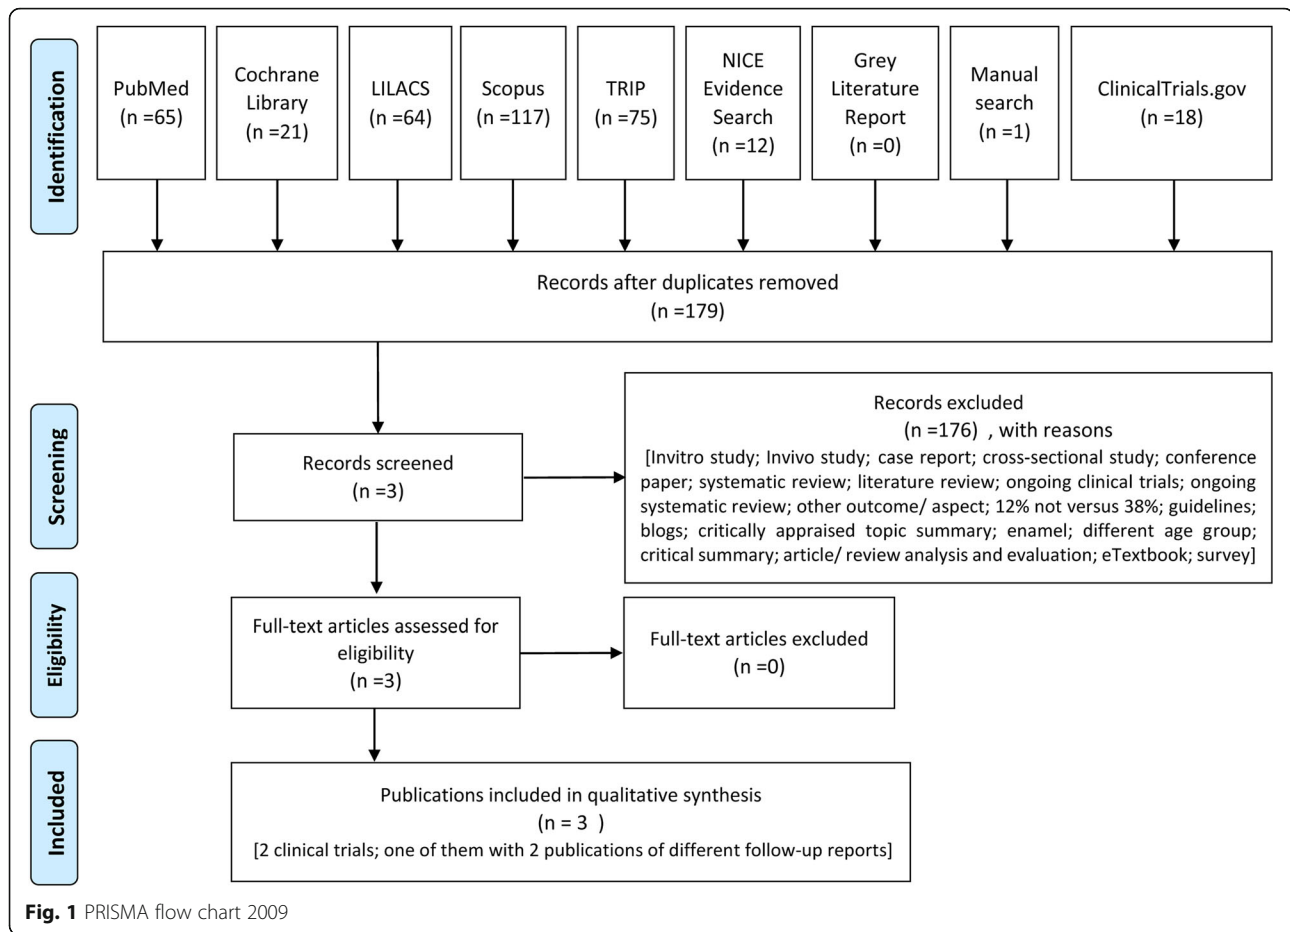 Identification
PubMed
(n =65)
Cochrane
Library
(n =21)
LILACS
(n =64)
Scopus
(n =117)
TRIP
(n =75)
NICE
Evidence
Search
(n =12)
Grey
Literature
Report
(n =0)
Manual
search
(n =1)
ClinicalTrials.gov
(n =18)
Records after duplicates removed
(n =179)
Screening
Records screened
(n =3)
Records excluded
(n =176) , with reasons
[Invitro study; Invivo study; case report; cross-sectional study; conference
paper; systematic review; literature review; ongoing clinical trials; ongoing
systematic review; other outcome/ aspect; 12% not versus 38%; guidelines;
blogs; critically appraised topic summary; enamel; different age group;
critical summary; article/ review analysis and evaluation; eTextbook; survey]
Eligibility
Full-text articles assessed for
eligibility
(n =3)
Full-text articles excluded
(n =0)
Included
Publications included in qualitative synthesis
(n = 3 )
[2 clinical trials; one of them with 2 publications of different follow-up reports]
Fig. 1 PRISMA flow chart 2009